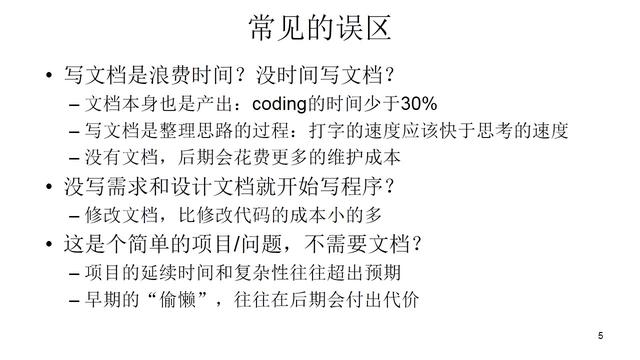 常见的误区
• 写文档是浪费时间？没时间写文档？
– 文档本身也是产出：coding的时间少于30%
– 写文档是整理思路的过程：打字的速度应该快于思考的速度
– 没有文档，后期会花费更多的维护成本
• 没写需求和设计文档就开始写程序？
– 修改文档，比修改代码的成本小的多
• 这是个简单的项目/问题，不需要文档？
– 项目的延续时间和复杂性往往超出预期
– 早期的“偷懒”，往往在后期会付出代价
5